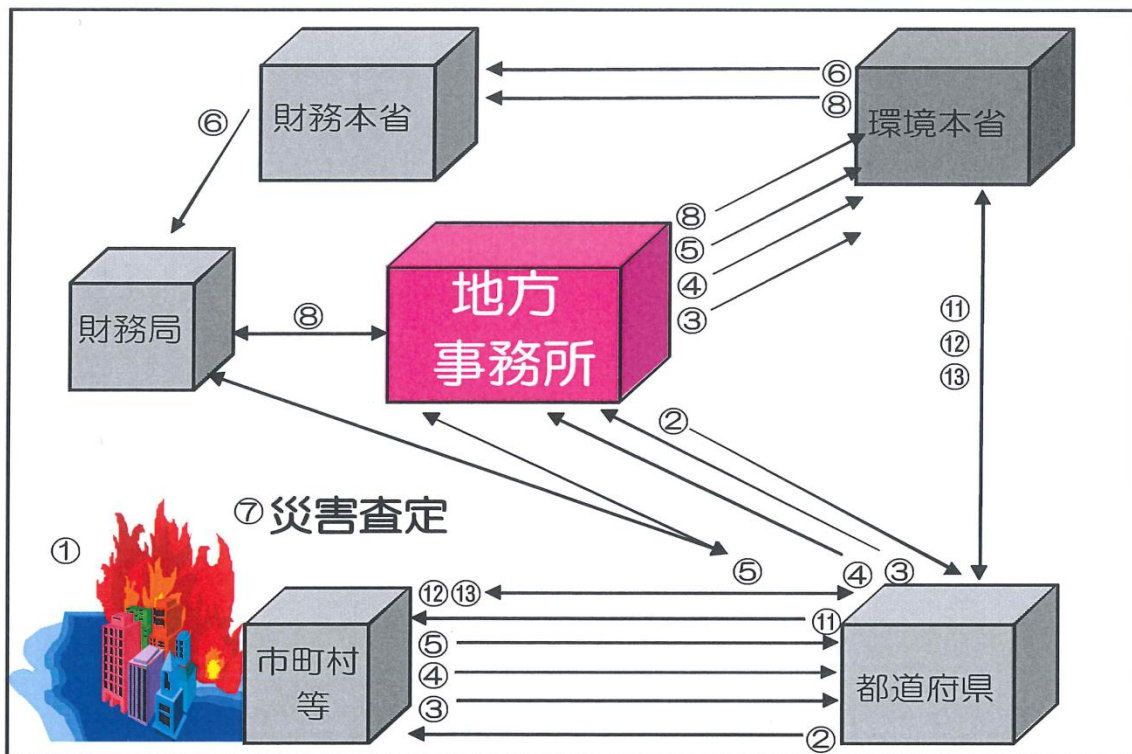 財務本省
⑥
⑧
環境本省
⑥
⑧
⑤
④
③
財務局
⑧
地方
事務所
⑪
⑫
⑬
②
⑦災害査定
①
⑤
④
③
⑫⑬
⑪
市町村
等
⑤
④
③
②
都道府県